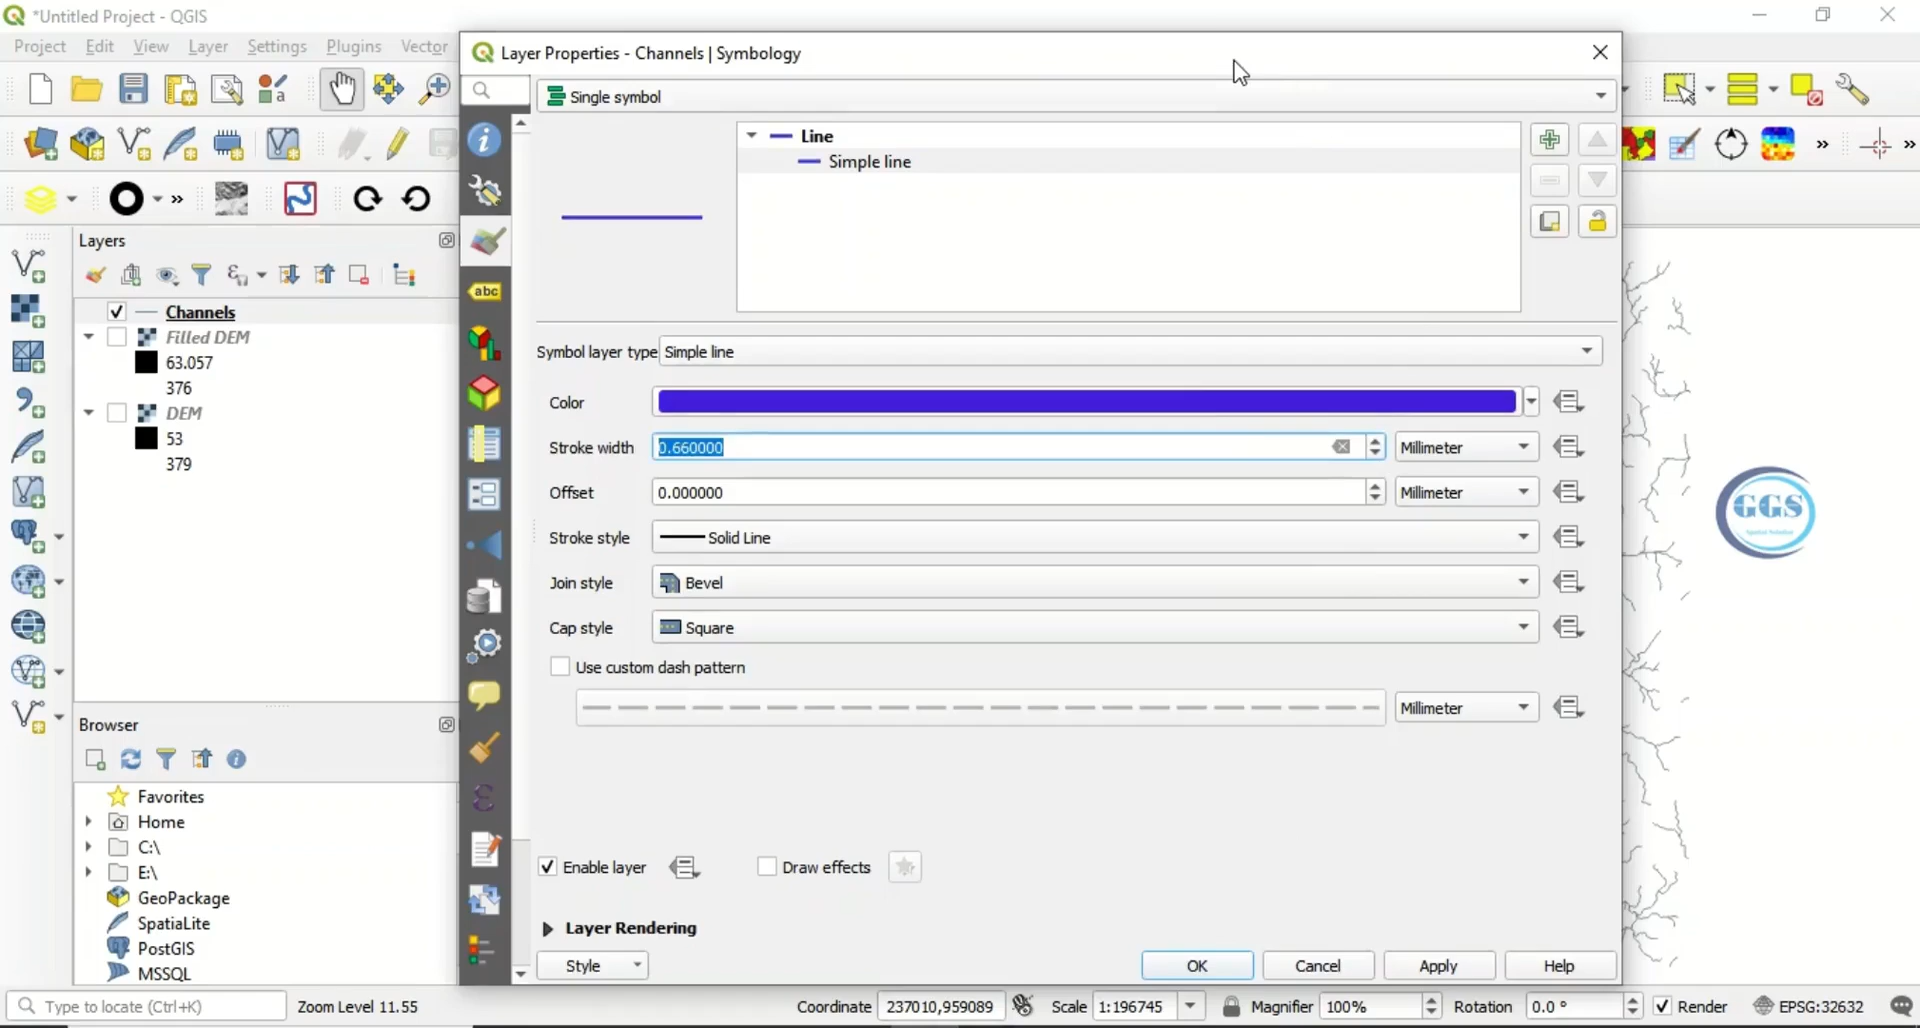 *Untitled Project - QGIS
Project Edit View Layer Settings Plugins Vector
Layers
Channels
Filled DEM
63.057
376
DEM
53
379
Browser
Favorites
Home
C:\
E:\
GeoPackage
SpatiaLite
PostGIS
MSSQL
Layer Properties - Channels | Symbology
Single symbol
Line
Simple line
abc
Symbol layer type Simple line
Color
Stroke width 0.660000 Millimeter
Offset 0.000000 Millimeter
Stroke style Solid Line
Join style Bevel
Cap style Square
Use custom dash pattern
Millimeter
Enable layer Draw effects
Layer Rendering
Style OK Cancel Apply Help
GGS
Type to locate (Ctrl+K) Zoom Level 11.55 Coordinate 237010,959089 Scale 1:196745 Magnifier 100% Rotation 0.0 ° Render EPSG:32632